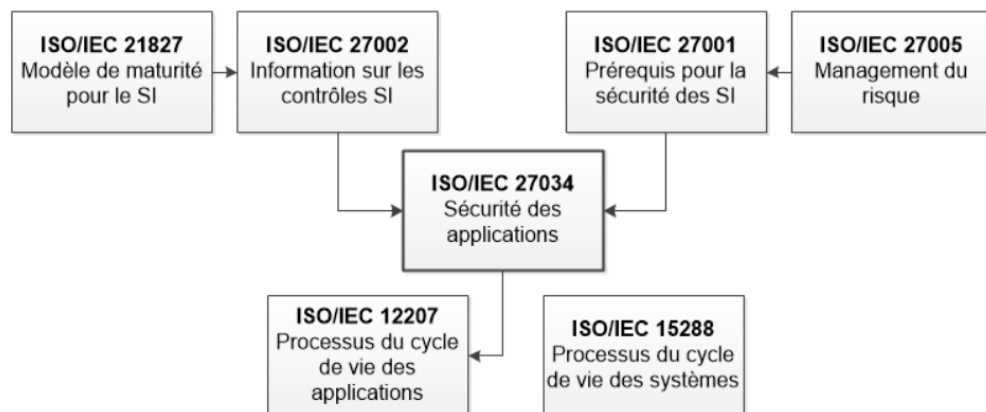 ISO/IEC 21827
Modèle de maturité
pour le SI
ISO/IEC 27002
Information sur les
contrôles SI
ISO/IEC 27001
Prérequis pour la
sécurité des SI
ISO/IEC 27005
Management du
risque
ISO/IEC 27034
Sécurité des
applications
ISO/IEC 12207
Processus du cycle
de vie des
applications
ISO/IEC 15288
Processus du cycle
de vie des systèmes